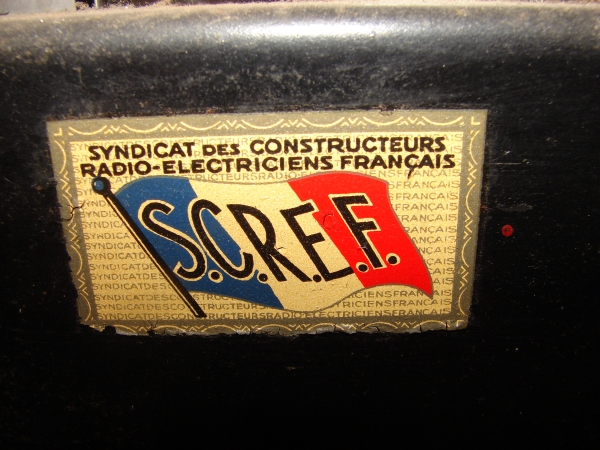 SYNDICAT DES CONSTRUCTEURS
RADIO-ELECTRICIENS FRANÇAIS
S.C.R.E.F.